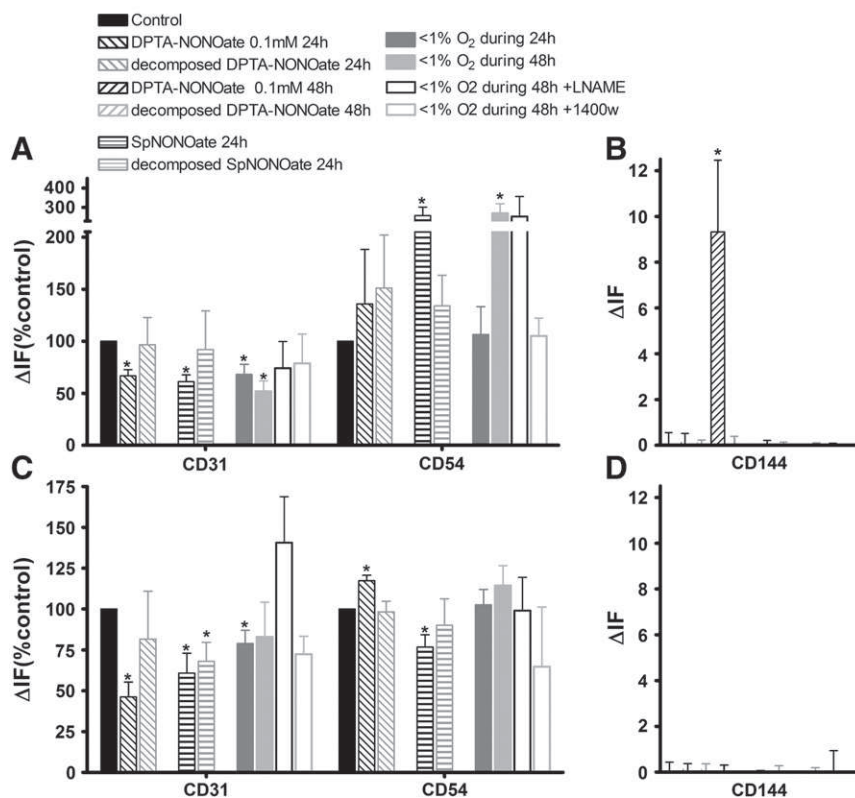 Control
DPTA-NONOate 0.1mM 24h
decomposed DPTA-NONOate 24h
DPTA-NONOate 0.1mM 48h
decomposed DPTA-NONOate 48h
SpNONOate 24h
decomposed SpNONOate 24h
<1% O2 during 24h
<1% O2 during 48h
<1% O2 during 48h +LNAME
<1% O2 during 48h +1400w
A
ΔIF(%control)
400
300
200
150
100
50
0
* * * * * *
CD31 CD54
B
ΔIF
12
10
8
6
4
2
0
*
CD144
C
ΔIF(%control)
175
150
125
100
75
50
25
0
* * * * * *
CD31 CD54
D
ΔIF
12
10
8
6
4
2
0
CD144